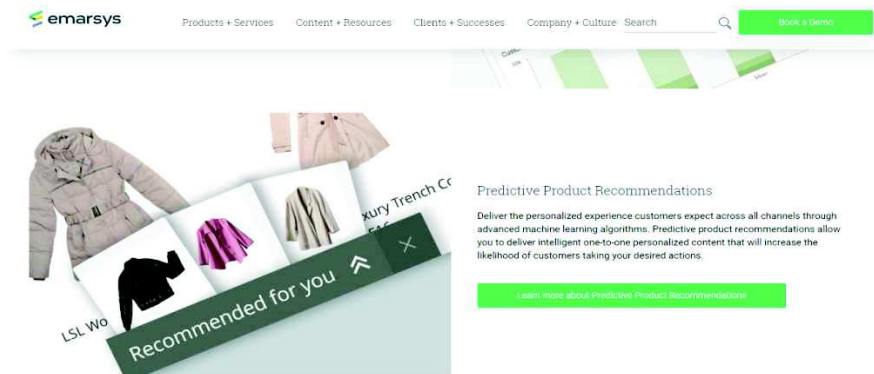 emarsys
Products + Services
Content + Resources
Clients + Successes
Company + Culture
Search
Book a Demo
xury Trench Co
LSL Wo
Recommended for you
Predictive Product Recommendations
Deliver the personalized experience customers expect across all channels through
advanced machine learning algorithms. Predictive product recommendations allow
you to deliver intelligent one-to-one personalized content that will increase the
likelihood of customers taking your desired actions.
Learn more about Predictive Product Recommendations